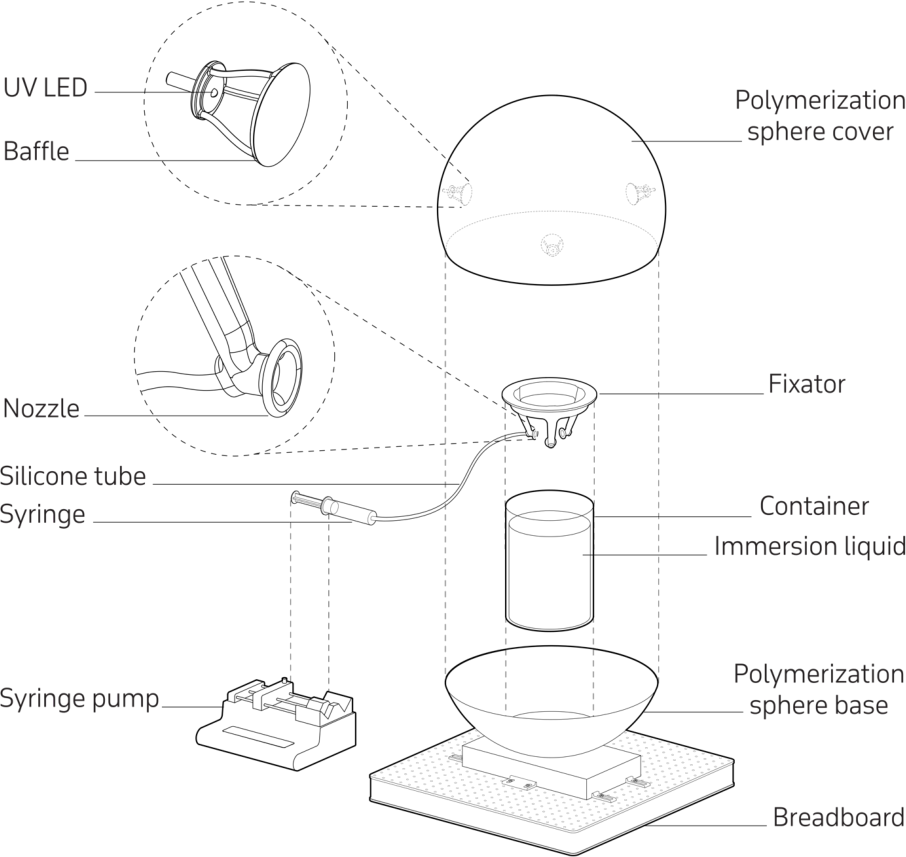 UV LED
Baffle
Polymerization
sphere cover
Nozzle
Fixator
Silicone tube
Syringe
Container
Immersion liquid
Syringe pump
Polymerization
sphere base
Breadboard